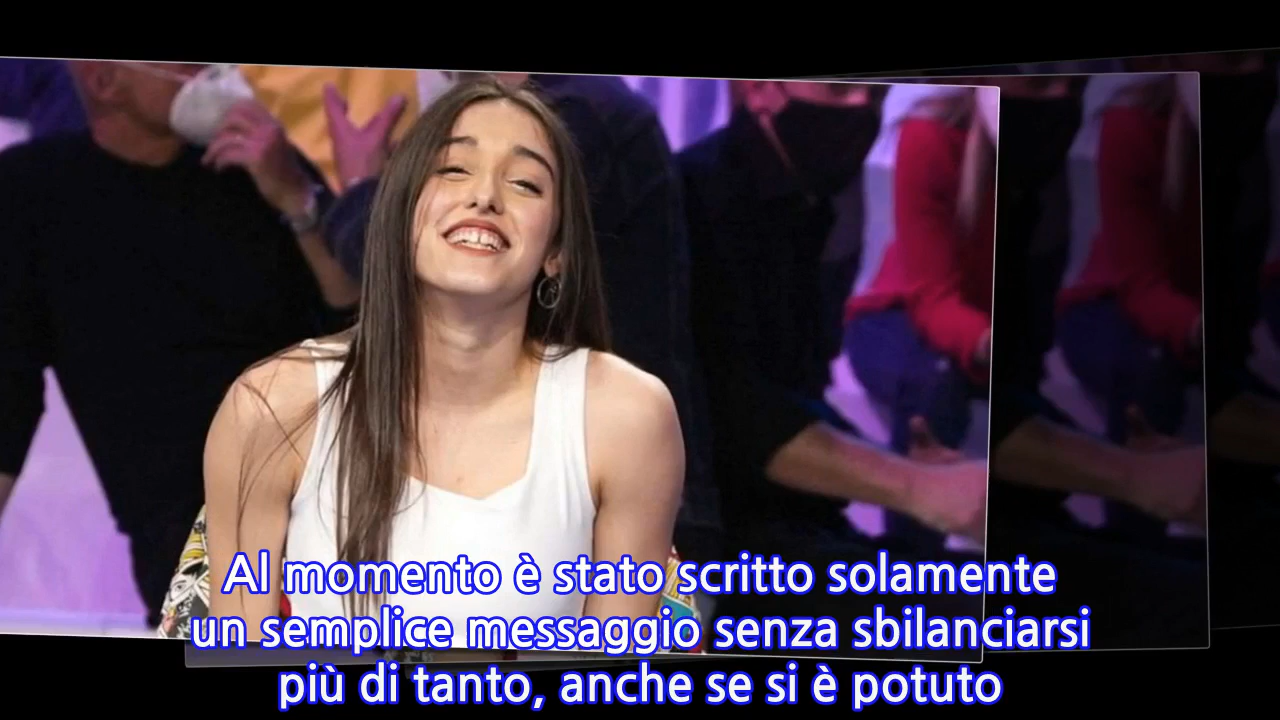 Al momento è stato scritto solamente
un semplice messaggio senza sbilanciarsi
più di tanto, anche se si è potuto